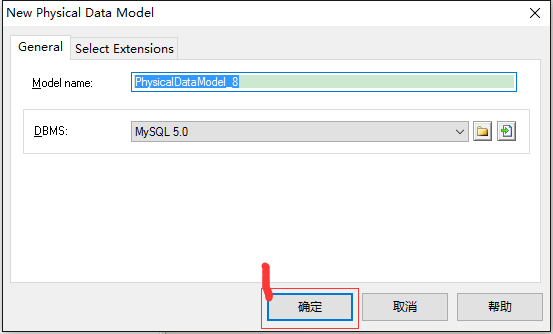 New Physical Data Model
General
Select Extensions
Model name:
PhysicalDataModel_8
DBMS:
MySQL 5.0
确定
取消
帮助